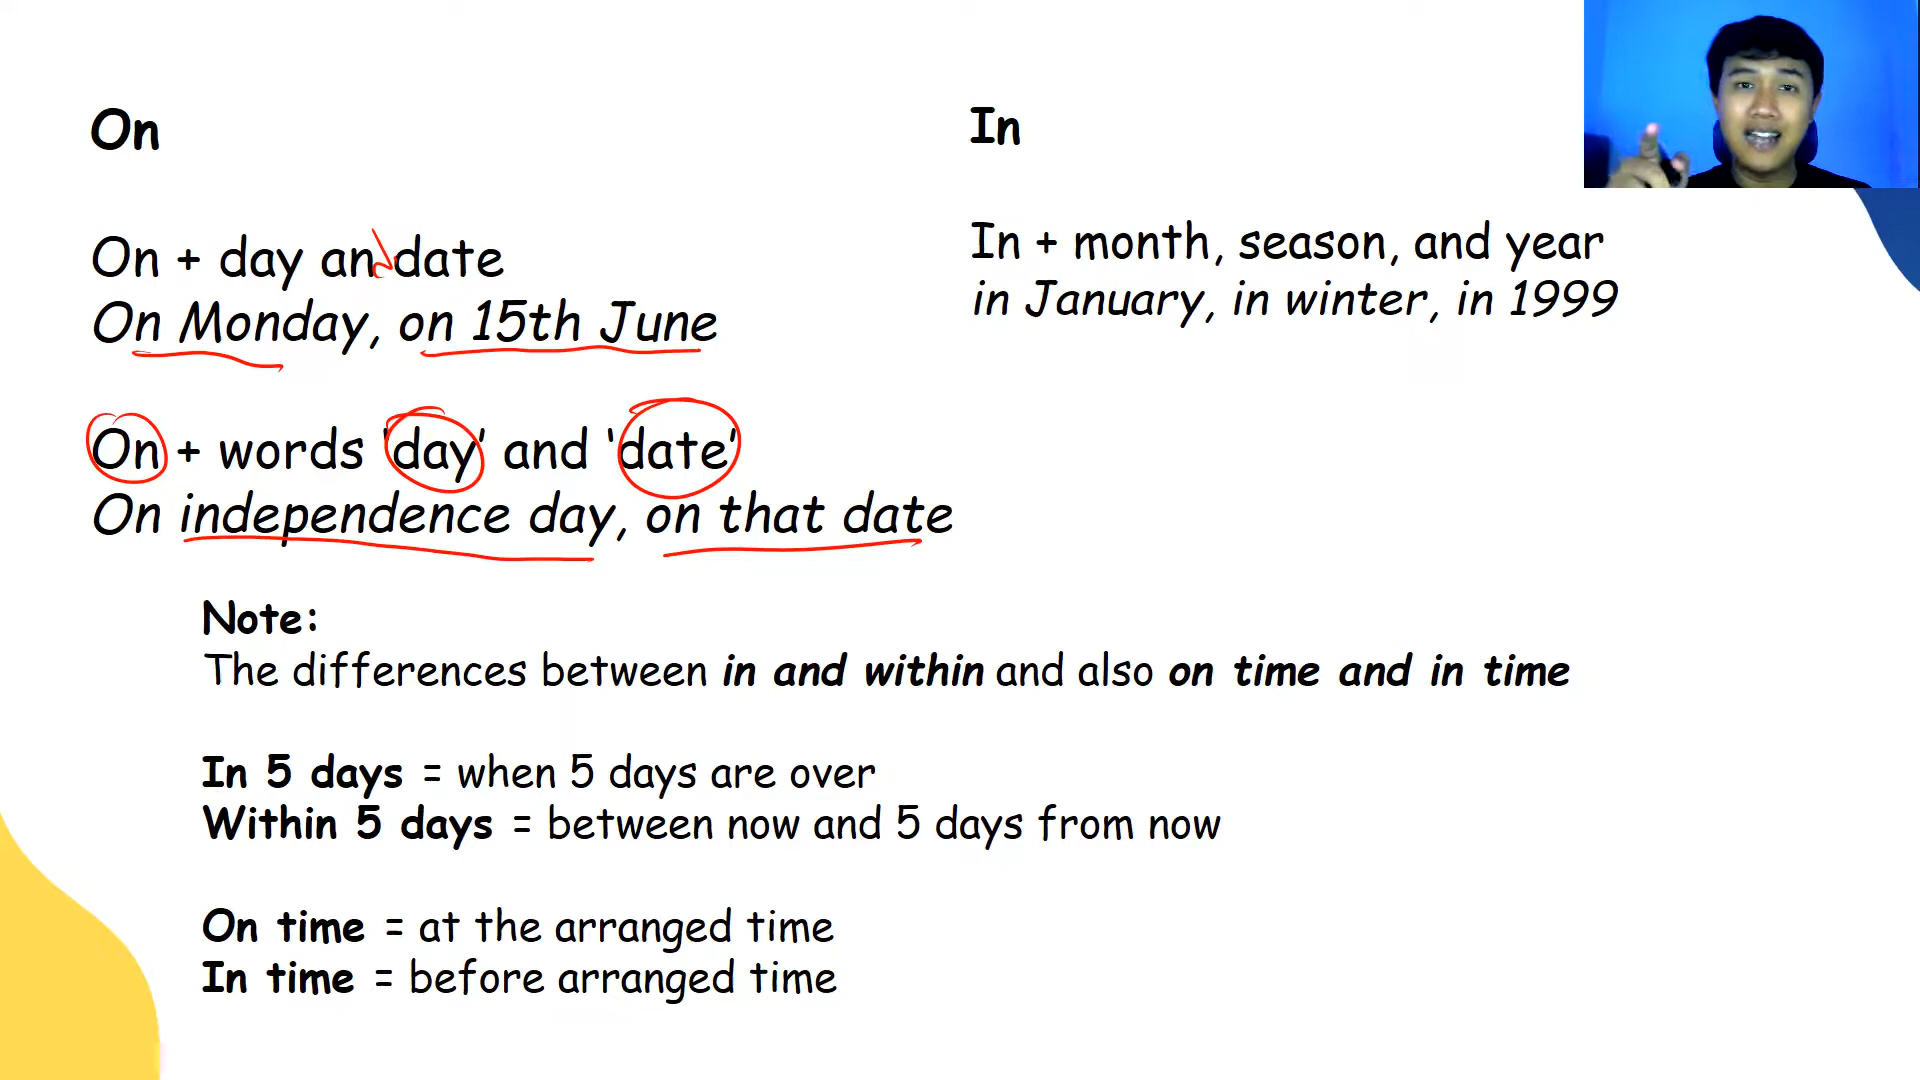 On
On + day an date
On Monday, on 15th June
On + words 'day' and 'date'
On independence day, on that date
In
In + month, season, and year
in January, in winter, in 1999
Note:
The differences between in and within and also on time and in time
In 5 days = when 5 days are over
Within 5 days = between now and 5 days from now
On time = at the arranged time
In time = before arranged time